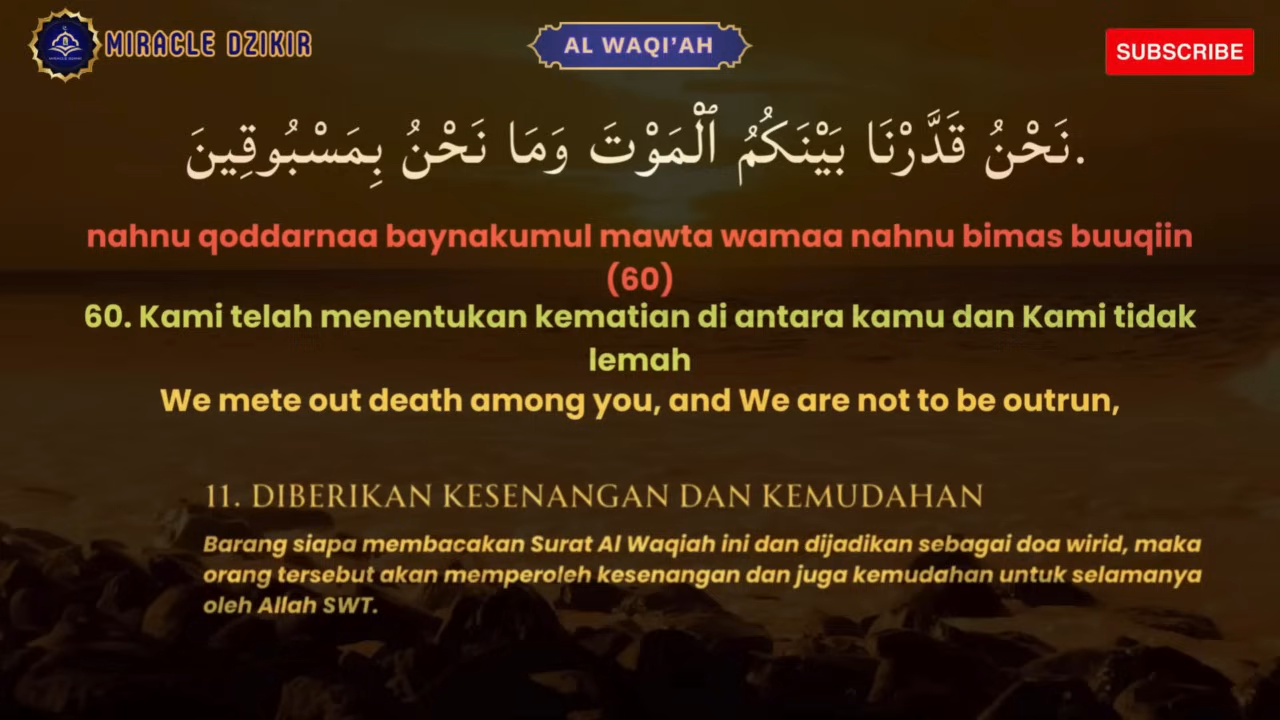 MIRACLE DZIKIR
AL WAQI'AH
SUBSCRIBE
نَحْنُ قَدَّرْنَا بَيْنَكُمُ ٱلْمَوْتَ وَمَا نَحْنُ بِمَسْبُوقِينَ.
nahnu qoddarnaa baynakumul mawta wamaa nahnu bimas buuqiin
(60)
60. Kami telah menentukan kematian di antara kamu dan Kami tidak
lemah
We mete out death among you, and We are not to be outrun,
11. DIBERIKAN KESENANGAN DAN KEMUDAHAN
Barang siapa membacakan Surat Al Waqiah ini dan dijadikan sebagai doa wirid, maka
orang tersebut akan memperoleh kesenangan dan juga kemudahan untuk selamanya
oleh Allah SWT.